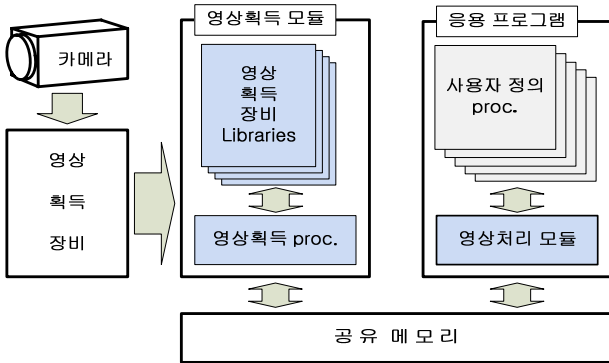 카메라
영상
획득
장비
영상획득 모듈
영상
획득
장비
Libraries
영상획득 proc.
응용 프로그램
사용자 정의
proc.
영상처리 모듈
공유 메모리